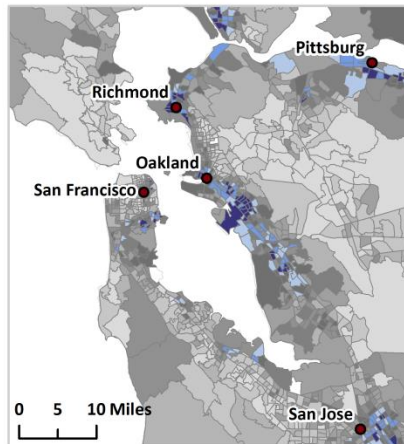 Pittsburg
Richmond
Oakland
San Francisco
0 5 10 Miles
San Jose